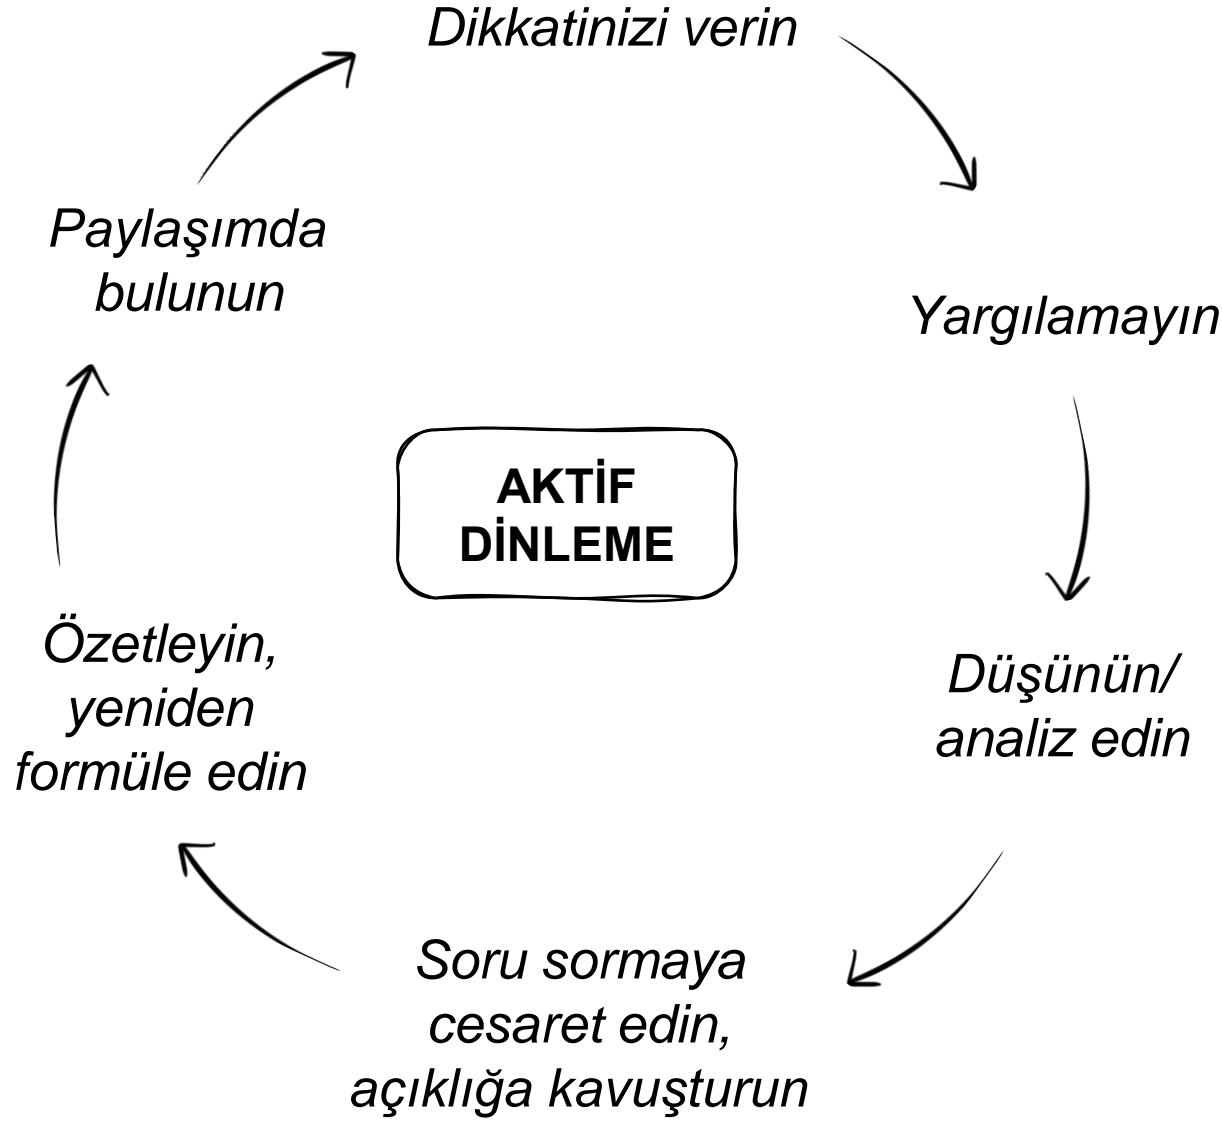 Dikkatinizi verin
Yargılamayın
Düşünün/
analiz edin
Soru sormaya
cesaret edin,
açıklığa kavuşturun
Özetleyin,
yeniden
formüle edin
Paylaşımda
bulunun
AKTİF
DİNLEME